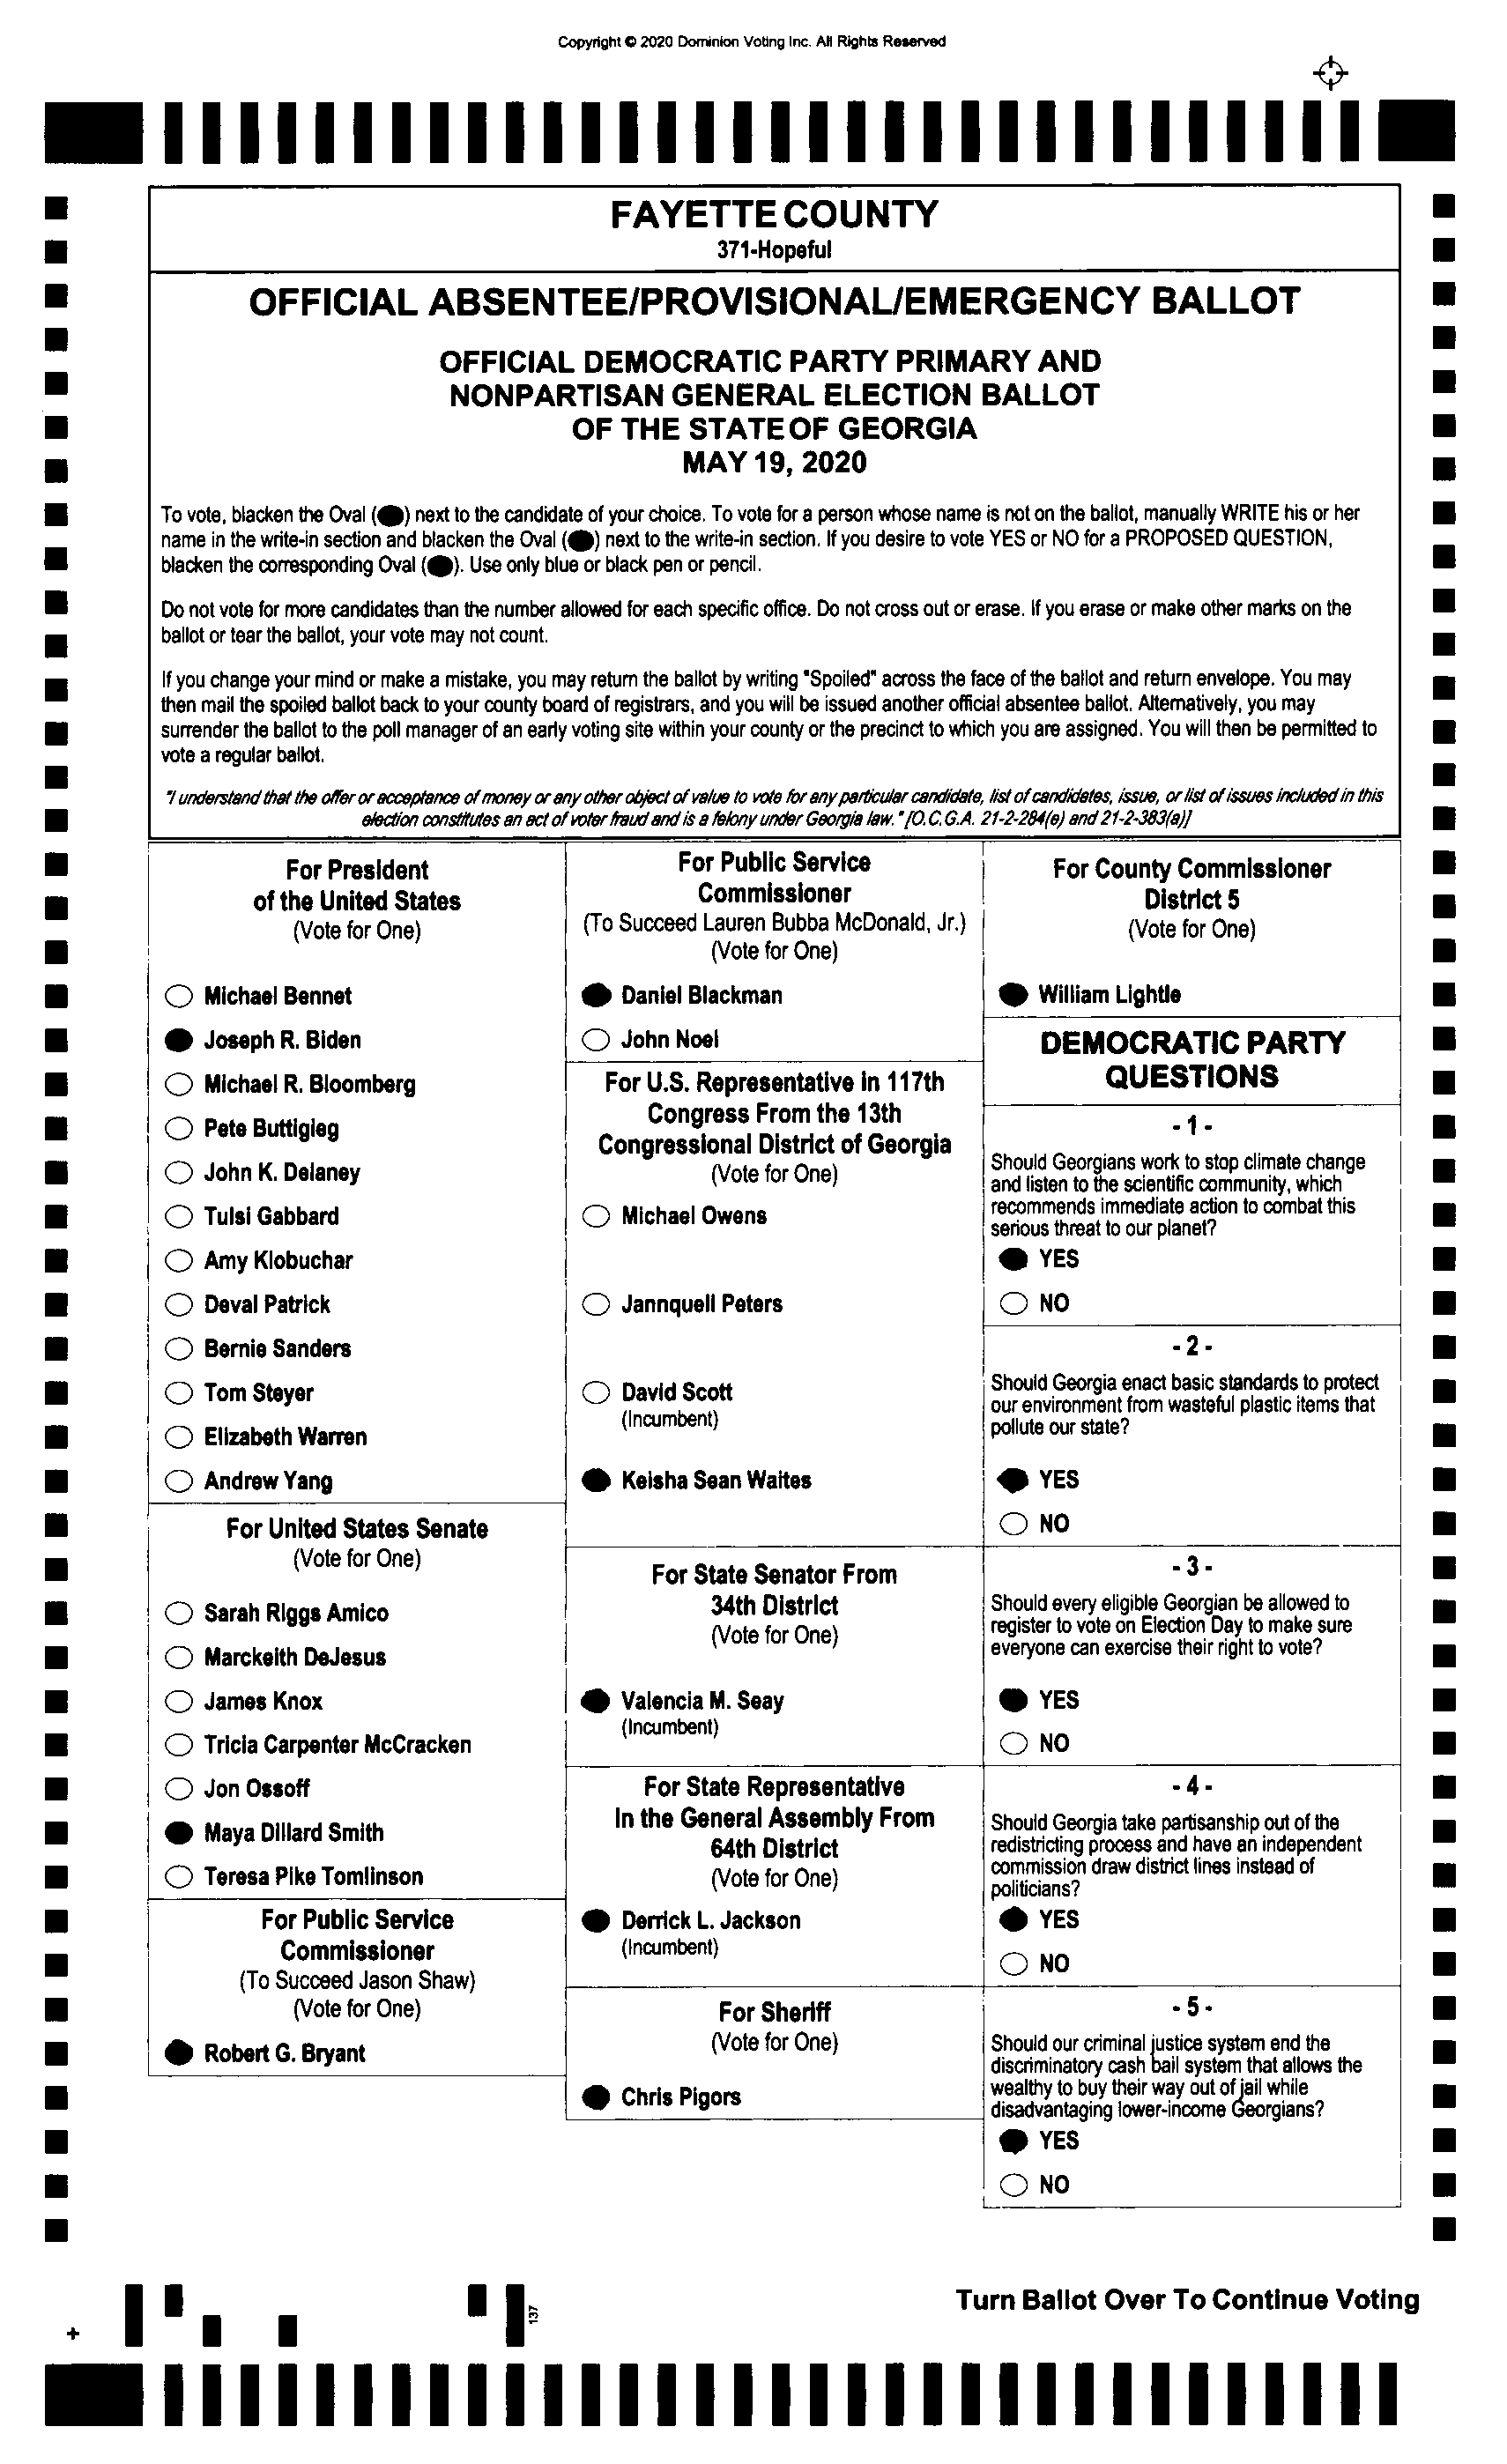 Copyright © 2020 Dominion Voting Inc. All Rights Reserved
FAYETTE COUNTY
371-Hopeful
OFFICIAL ABSENTEE/PROVISIONAL/EMERGENCY BALLOT
OFFICIAL DEMOCRATIC PARTY PRIMARY AND
NONPARTISAN GENERAL ELECTION BALLOT
OF THE STATE OF GEORGIA
MAY 19, 2020
To vote, blacken the Oval (⬬) next to the candidate of your choice. To vote for a person whose name is not on the ballot, manually WRITE his or her
name in the write-in section and blacken the Oval (⬬) next to the write-in section. If you desire to vote YES or NO for a PROPOSED QUESTION,
blacken the corresponding Oval (⬬). Use only blue or black pen or pencil.
Do not vote for more candidates than the number allowed for each specific office. Do not cross out or erase. If you erase or make other marks on the
ballot or tear the ballot, your vote may not count.
If you change your mind or make a mistake, you may return the ballot by writing "Spoiled" across the face of the ballot and return envelope. You may
then mail the spoiled ballot back to your county board of registrars, and you will be issued another official absentee ballot. Alternatively, you may
surrender the ballot to the poll manager of an early voting site within your county or the precinct to which you are assigned. You will then be permitted to
vote a regular ballot.
"I understand that the offer or acceptance of money or any other object of value to vote for any particular candidate, list of candidates, issue, or list of issues included in this
election constitutes an act of voter fraud and is a felony under Georgia law." [O.C.G.A. 21-2-284(e) and 21-2-383(a)]
For President
of the United States
(Vote for One)
Michael Bennet
Joseph R. Biden
Michael R. Bloomberg
Pete Buttigieg
John K. Delaney
Tulsi Gabbard
Amy Klobuchar
Deval Patrick
Bernie Sanders
Tom Steyer
Elizabeth Warren
Andrew Yang
For United States Senate
(Vote for One)
Sarah Riggs Amico
Marckeith DeJesus
James Knox
Tricia Carpenter McCracken
Jon Ossoff
Maya Dillard Smith
Teresa Pike Tomlinson
For Public Service
Commissioner
(To Succeed Jason Shaw)
(Vote for One)
Robert G. Bryant
For Public Service
Commissioner
(To Succeed Lauren Bubba McDonald, Jr.)
(Vote for One)
Daniel Blackman
John Noel
For U.S. Representative in 117th
Congress From the 13th
Congressional District of Georgia
(Vote for One)
Michael Owens
Jannquell Peters
David Scott
(Incumbent)
Keisha Sean Waites
For State Senator From
34th District
(Vote for One)
Valencia M. Seay
(Incumbent)
For State Representative
In the General Assembly From
64th District
(Vote for One)
Derrick L. Jackson
(Incumbent)
For Sheriff
(Vote for One)
Chris Pigors
For County Commissioner
District 5
(Vote for One)
William Lightle
DEMOCRATIC PARTY
QUESTIONS
- 1 -
Should Georgians work to stop climate change
and listen to the scientific community, which
recommends immediate action to combat this
serious threat to our planet?
YES
NO
- 2 -
Should Georgia enact basic standards to protect
our environment from wasteful plastic items that
pollute our state?
YES
NO
- 3 -
Should every eligible Georgian be allowed to
register to vote on Election Day to make sure
everyone can exercise their right to vote?
YES
NO
- 4 -
Should Georgia take partisanship out of the
redistricting process and have an independent
commission draw district lines instead of
politicians?
YES
NO
- 5 -
Should our criminal justice system end the
discriminatory cash bail system that allows the
wealthy to buy their way out of jail while
disadvantaging lower-income Georgians?
YES
NO
Turn Ballot Over To Continue Voting
137
+